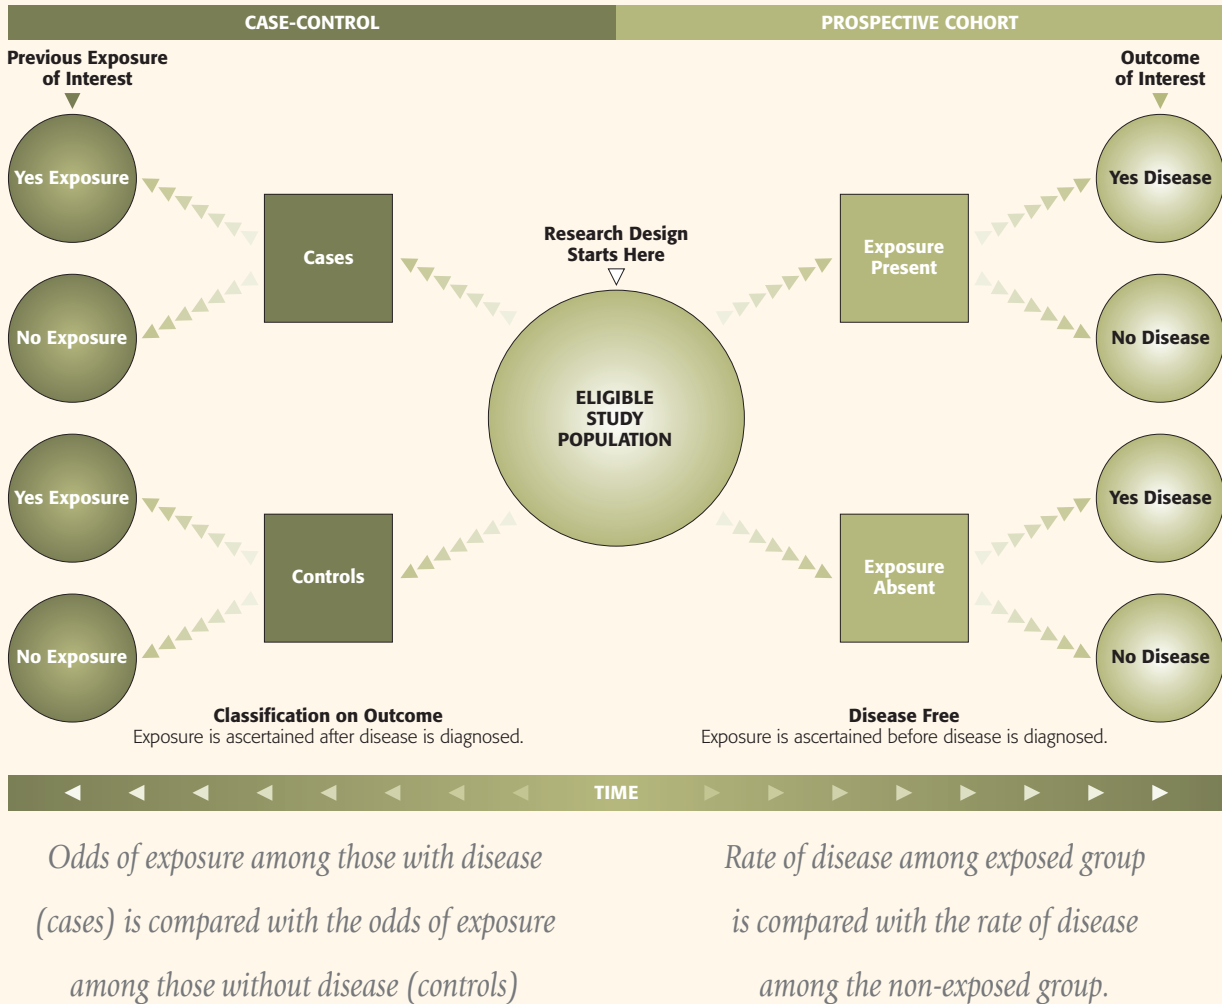 CASE-CONTROL
PROSPECTIVE COHORT
Previous Exposure
of Interest
Yes Exposure
No Exposure
Yes Exposure
No Exposure
Cases
Controls
Research Design
Starts Here
ELIGIBLE
STUDY
POPULATION
Exposure
Present
Exposure
Absent
Outcome
of Interest
Yes Disease
No Disease
Yes Disease
No Disease
Classification on Outcome
Exposure is ascertained after disease is diagnosed.
Disease Free
Exposure is ascertained before disease is diagnosed.
TIME
Odds of exposure among those with disease
(cases) is compared with the odds of exposure
among those without disease (controls)
Rate of disease among exposed group
is compared with the rate of disease
among the non-exposed group.